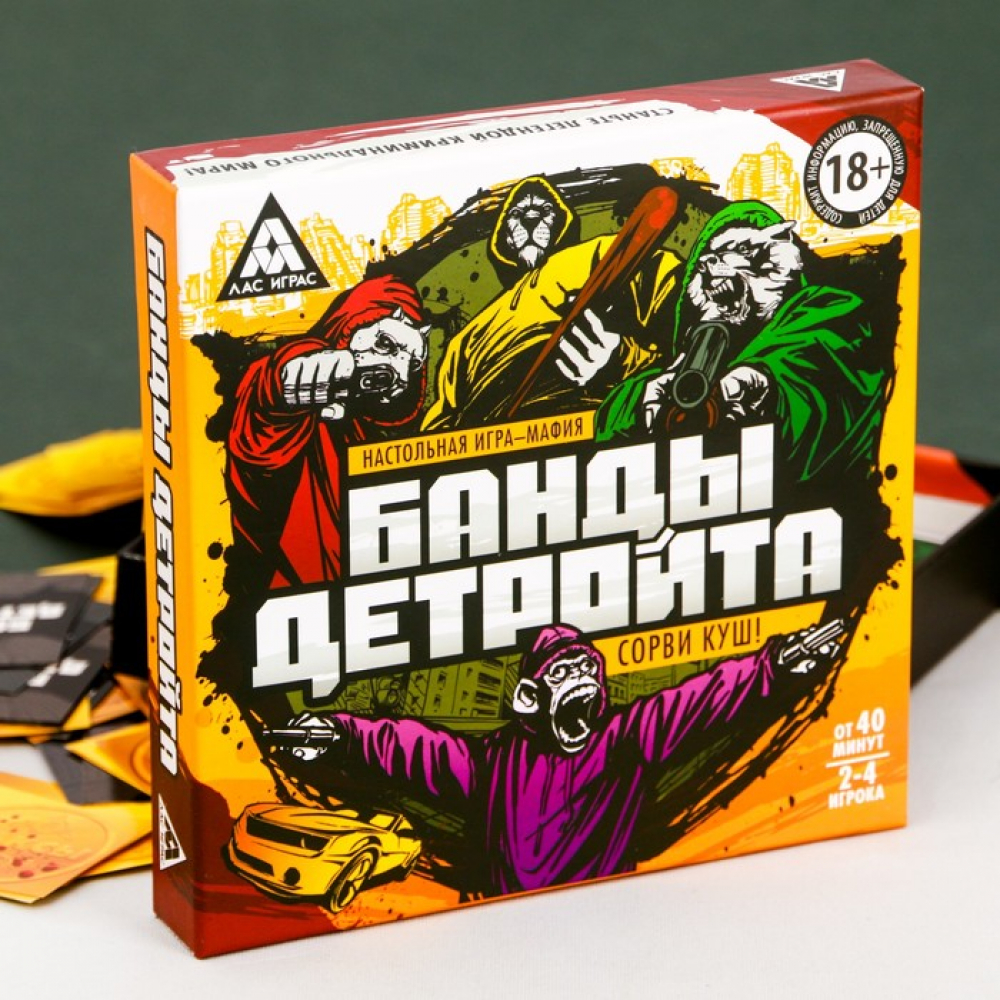 СТАНЬТЕ ЛЕГЕНДОЙ КРИМИНАЛЬНОГО МИРА!
ЛАС ИГРАС
18+
СОДЕРЖИТ ИНФОРМАЦИЮ, ЗАПРЕЩЕННУЮ ДЛЯ ДЕТЕЙ
НАСТОЛЬНАЯ ИГРА–МАФИЯ
БАНДЫ
ДЕТРОЙТА
СОРВИ КУШ!
ОТ 40
МИНУТ
2-4
ИГРОКА
БАНДЫ ДЕТРОЙТА